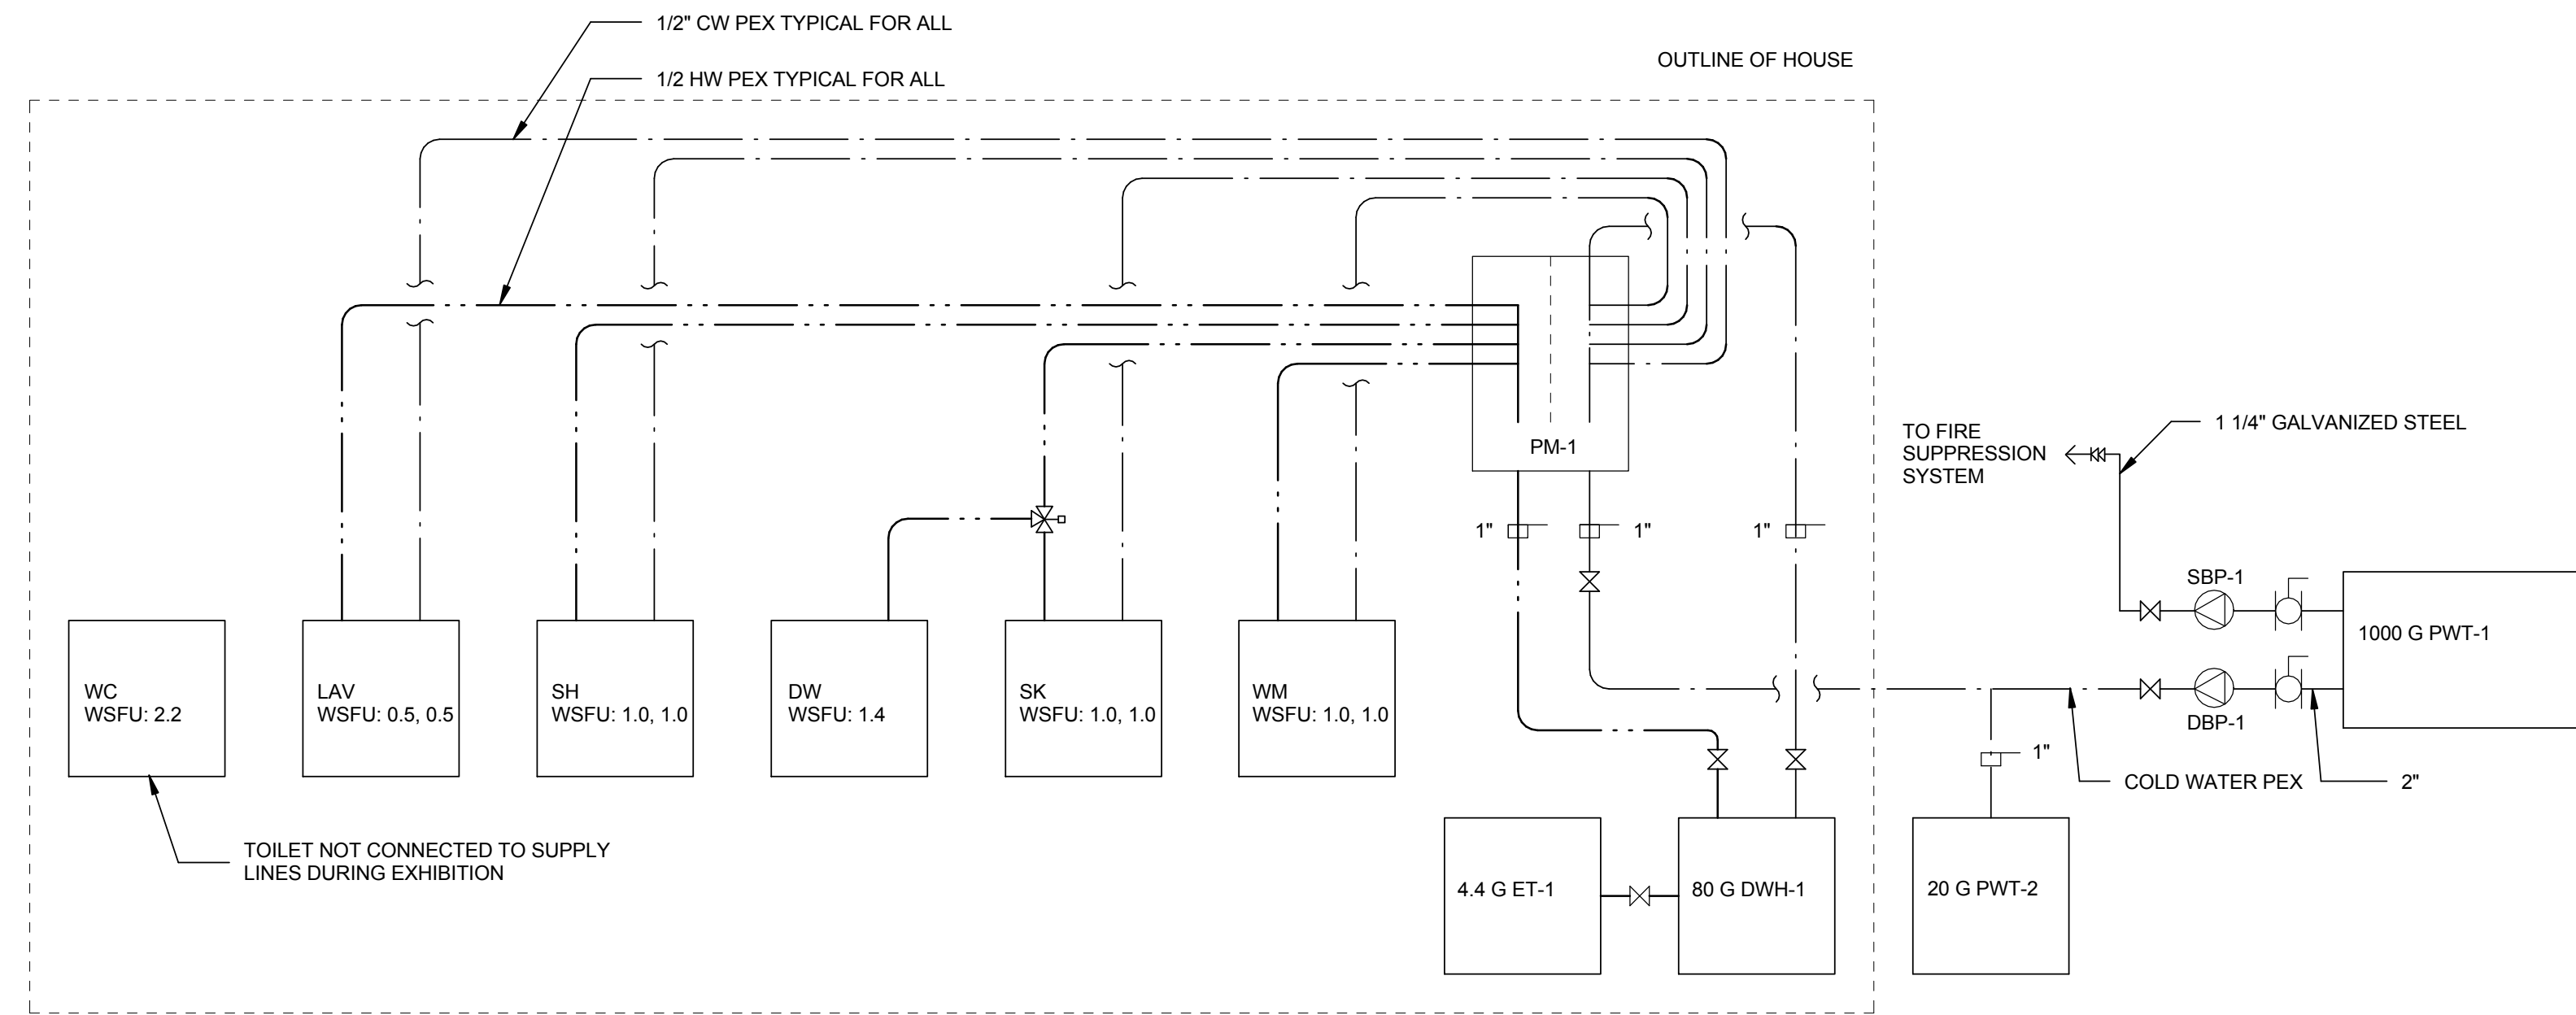 1/2" CW PEX TYPICAL FOR ALL
1/2 HW PEX TYPICAL FOR ALL
OUTLINE OF HOUSE
PM-1
1"
1"
1"
TO FIRE
SUPPRESSION
SYSTEM
1 1/4" GALVANIZED STEEL
SBP-1
1000 G PWT-1
DBP-1
WC
WSFU: 2.2
LAV
WSFU: 0.5, 0.5
SH
WSFU: 1.0, 1.0
DW
WSFU: 1.4
SK
WSFU: 1.0, 1.0
WM
WSFU: 1.0, 1.0
1"
COLD WATER PEX
2"
TOILET NOT CONNECTED TO SUPPLY
LINES DURING EXHIBITION
4.4 G ET-1
80 G DWH-1
20 G PWT-2